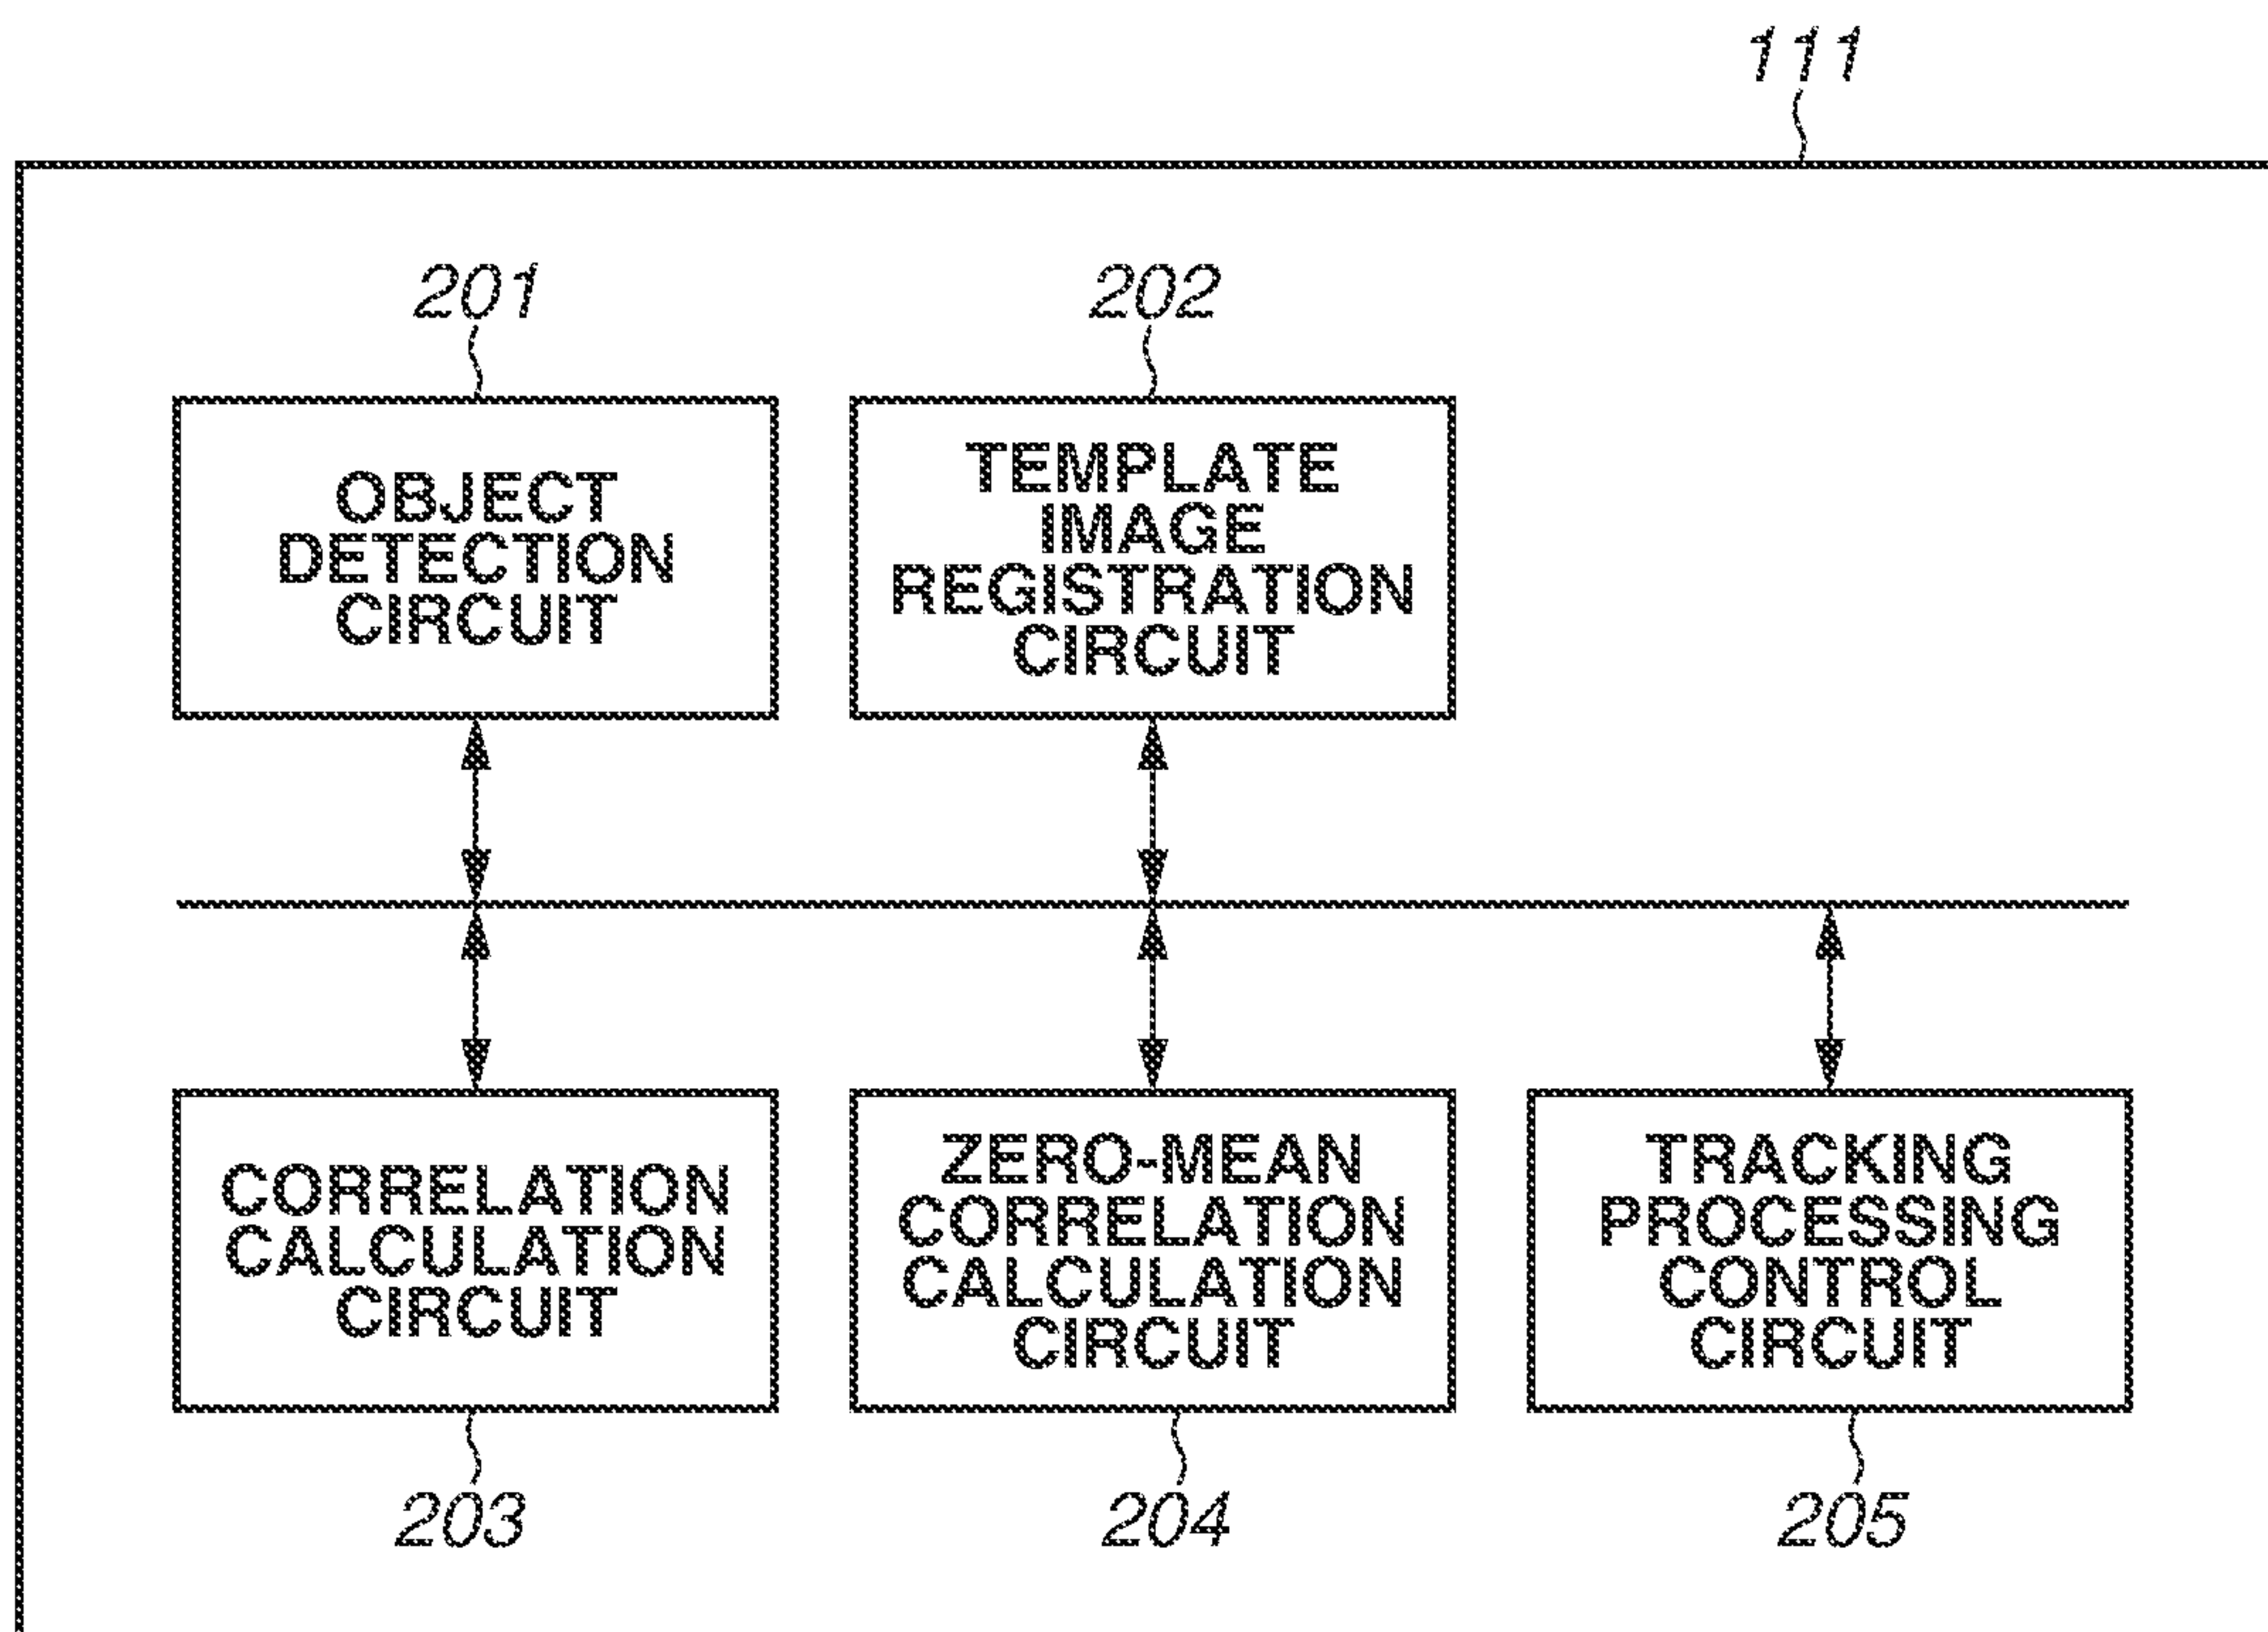 111
201
OBJECT
DETECTION
CIRCUIT
202
TEMPLATE
IMAGE
REGISTRATION
CIRCUIT
CORRELATION
CALCULATION
CIRCUIT
203
ZERO-MEAN
CORRELATION
CALCULATION
CIRCUIT
204
TRACKING
PROCESSING
CONTROL
CIRCUIT
205